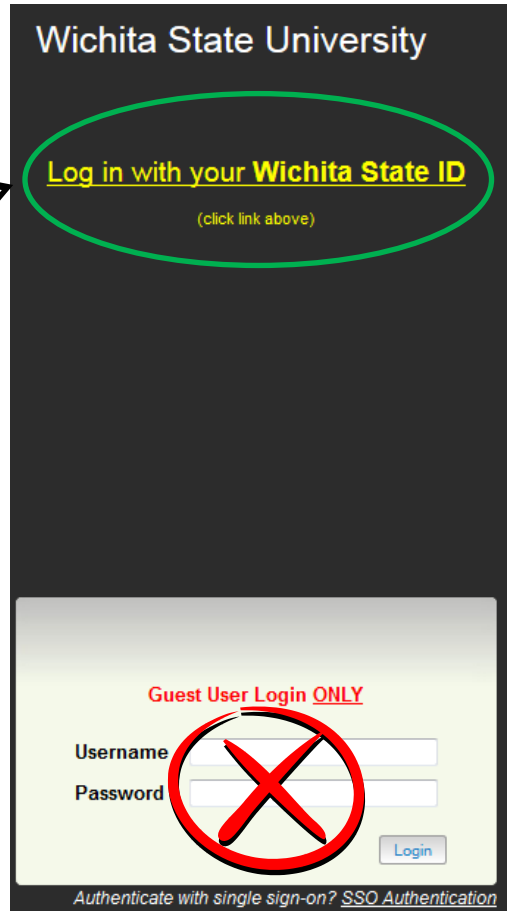 Wichita State University
Log in with your Wichita State ID
(click link above)
Guest User Login ONLY
Username
Password
Login
Authenticate with single sign-on? SSO Authentication